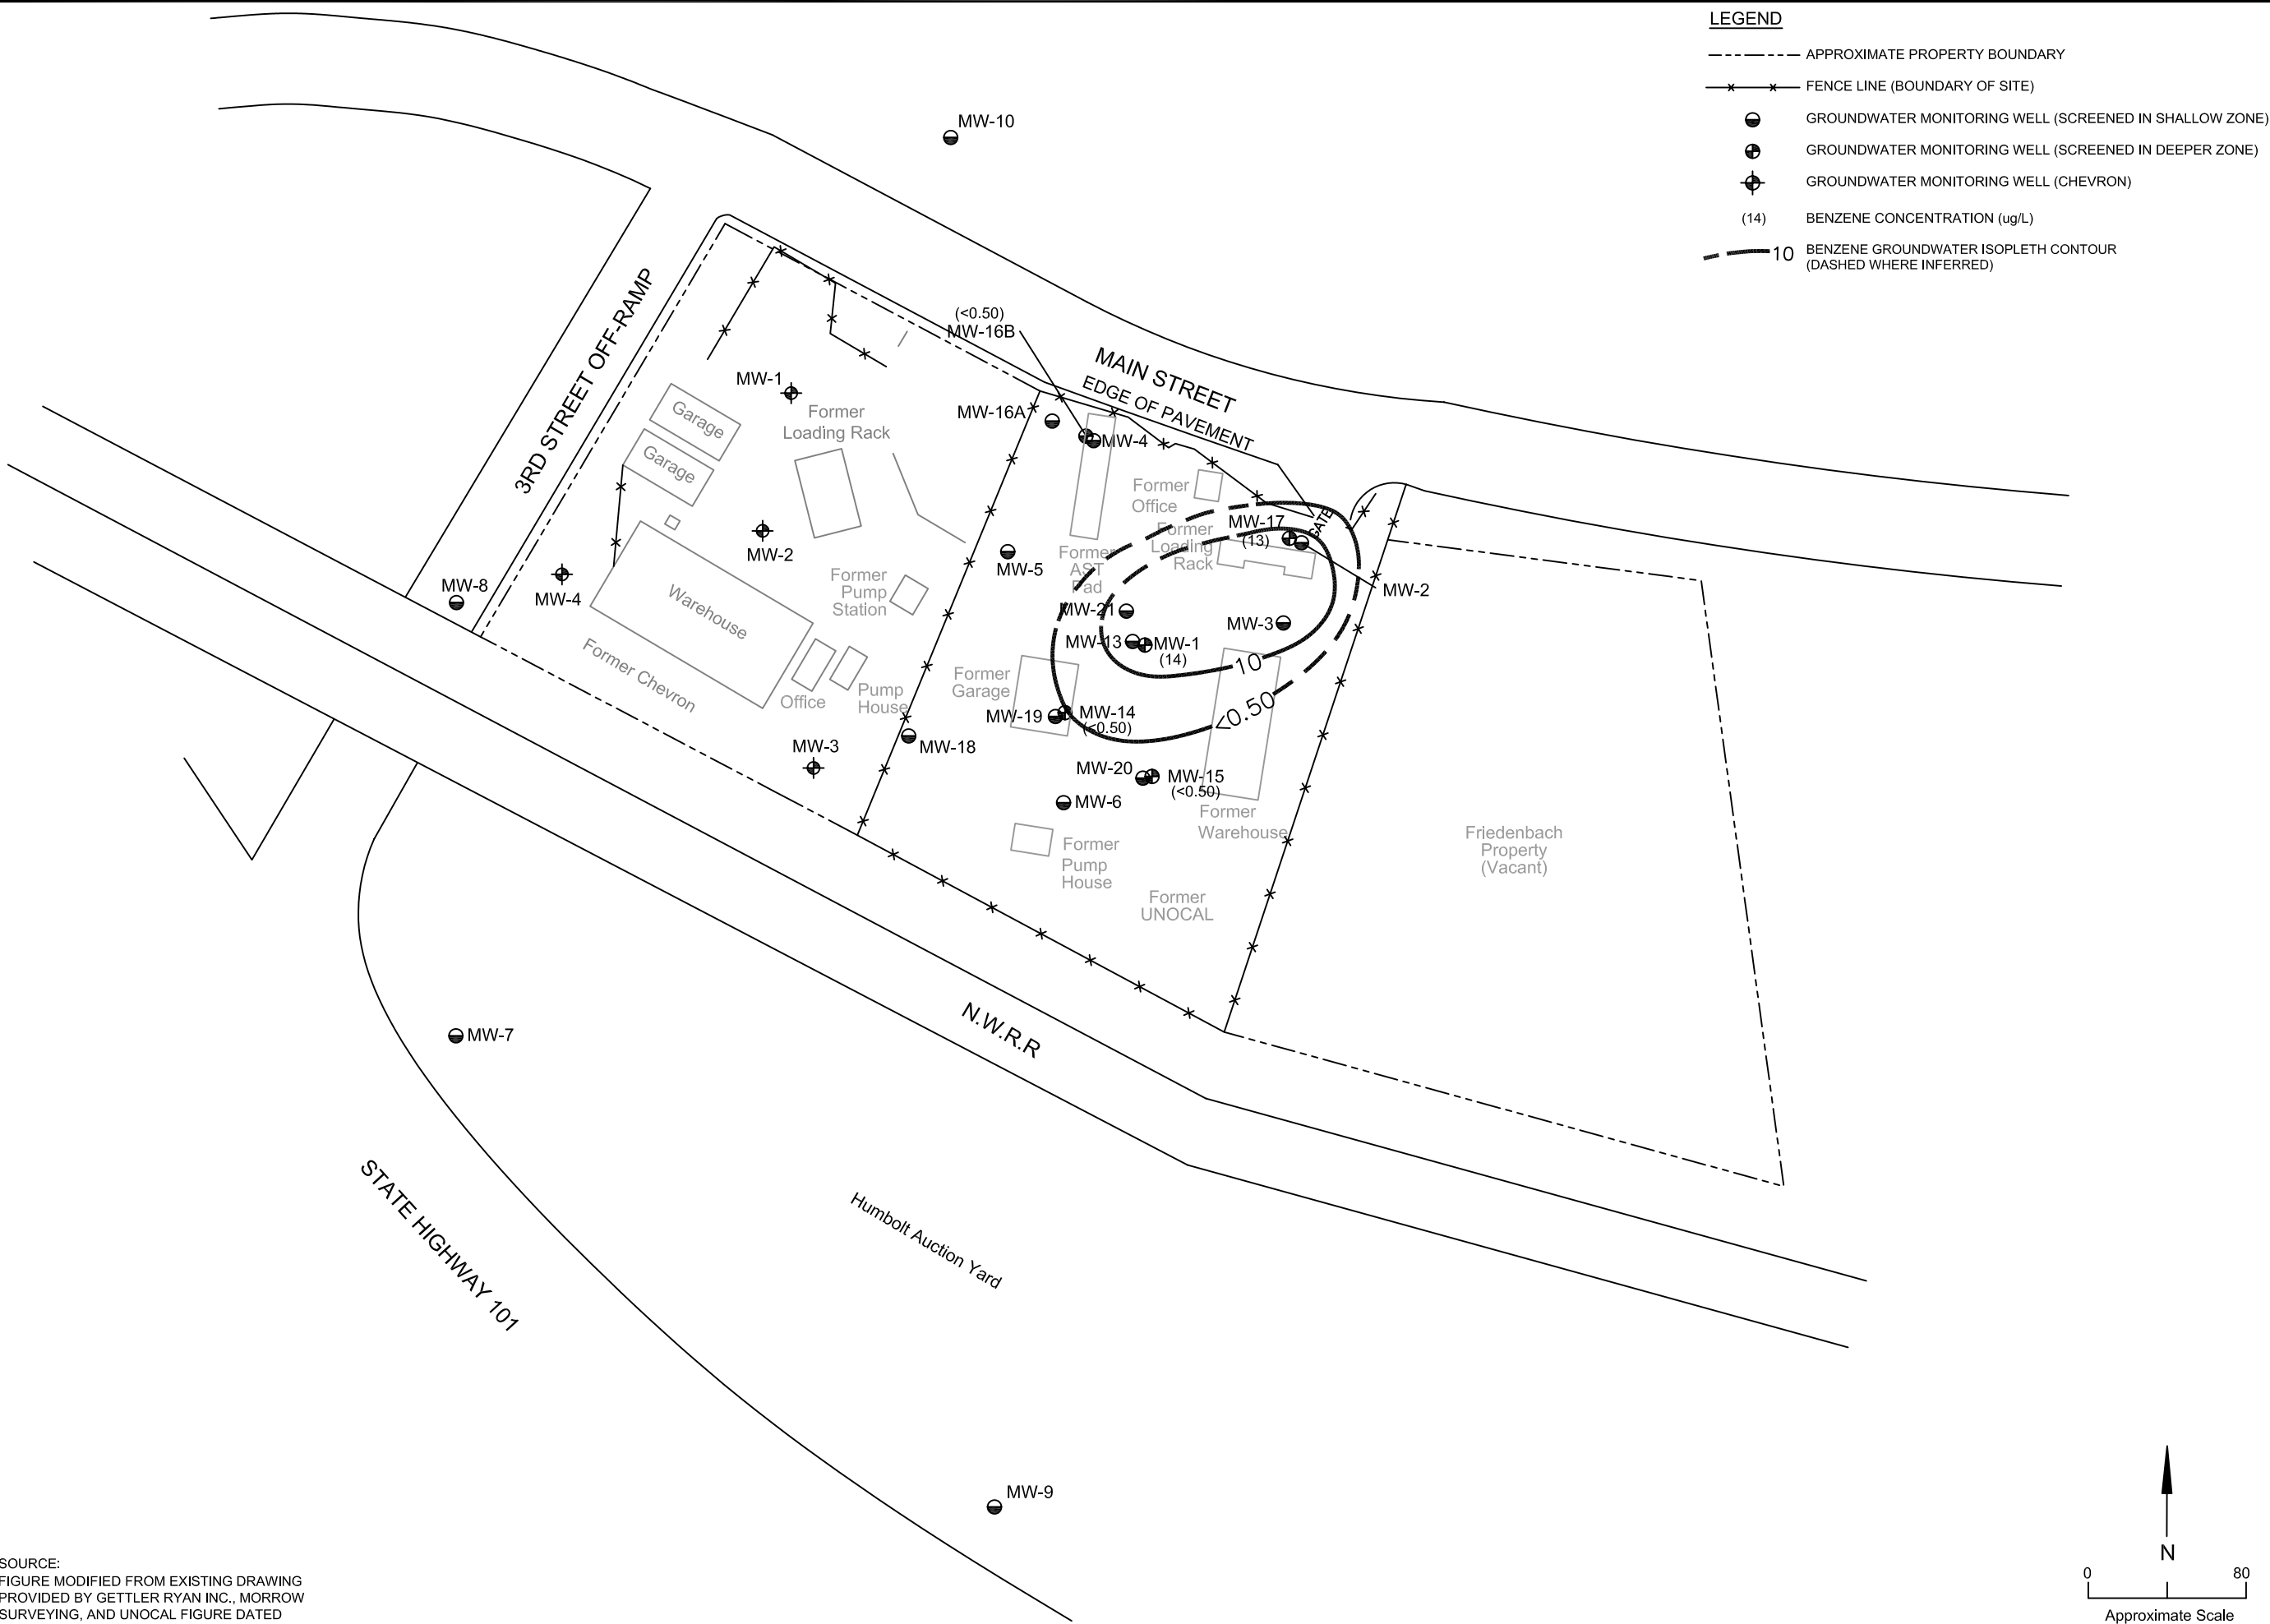 LEGEND
APPROXIMATE PROPERTY BOUNDARY
FENCE LINE (BOUNDARY OF SITE)
GROUNDWATER MONITORING WELL (SCREENED IN SHALLOW ZONE)
GROUNDWATER MONITORING WELL (SCREENED IN DEEPER ZONE)
GROUNDWATER MONITORING WELL (CHEVRON)
(14) BENZENE CONCENTRATION (ug/L)
10 BENZENE GROUNDWATER ISOPLETH CONTOUR
(DASHED WHERE INFERRED)
MW-10
3RD STREET OFF-RAMP
(<0.50)
MW-16B
MAIN STREET
EDGE OF PAVEMENT
MW-1
Garage
Garage
Former
Loading Rack
MW-16A
MW-4
Former
Office
MW-17
(13)
GATE
Former
Loading
Rack
MW-2
MW-2
MW-5
Former
AST
Pad
MW-8
MW-4
Warehouse
Former
Pump
Station
MW-21
MW-3
MW-13
MW-1
(14)
10
Former Chevron
Office
Pump
House
Former
Garage
<0.50
MW-19
MW-14
(<0.50)
MW-3
MW-18
MW-20
MW-15
(<0.50)
MW-6
Former
Warehouse
Former
Pump
House
Former
UNOCAL
Friedenbach
Property
(Vacant)
N.W.R.R
MW-7
STATE HIGHWAY 101
Humbolt Auction Yard
MW-9
N
0 80
Approximate Scale
SOURCE:
FIGURE MODIFIED FROM EXISTING DRAWING
PROVIDED BY GETTLER RYAN INC., MORROW
SURVEYING, AND UNOCAL FIGURE DATED